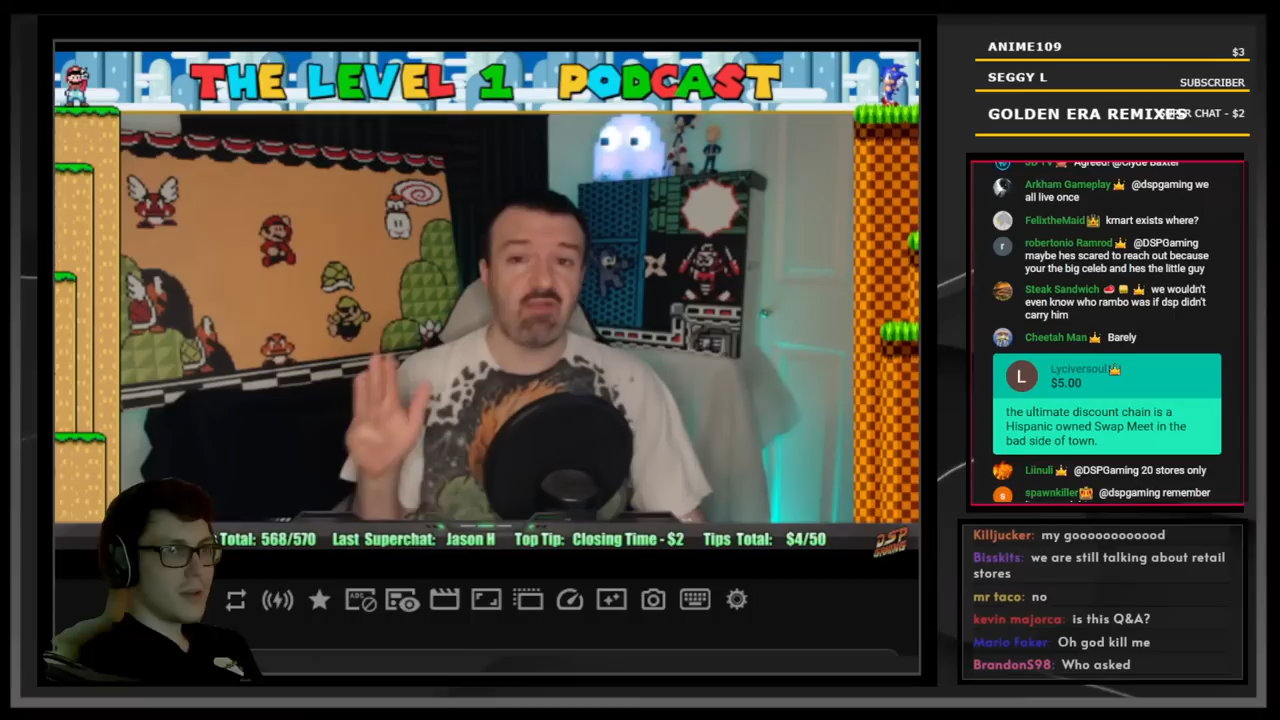 THE LEVEL 1 PODCAST
Total: 568/570 Last Superchat: Jason H Top Tip: Closing Time - $2 Tips Total: $4/50
DSP
GAMING
ADS
ANIME109 $3
SEGGY L SUBSCRIBER
GOLDEN ERA REMIXES CHAT - $2
Agreed! @Clyde Baxter
Arkham Gameplay @dspgaming we
all live once
FelixtheMaid kmart exists where?
robertonio Ramrod @DSPGaming
maybe hes scared to reach out because
your the big celeb and hes the little guy
Steak Sandwich we wouldn't
even know who rambo was if dsp didn't
carry him
Cheetah Man Barely
L
Lyciversoul
$5.00
the ultimate discount chain is a
Hispanic owned Swap Meet in the
bad side of town.
Liinuli @DSPGaming 20 stores only
spawnkiller @dspgaming remember
Killjucker: my gooooooooooood
Bisskits: we are still talking about retail
stores
mr taco: no
kevin majorca: is this Q&A?
Mario Faker: Oh god kill me
BrandonS98: Who asked